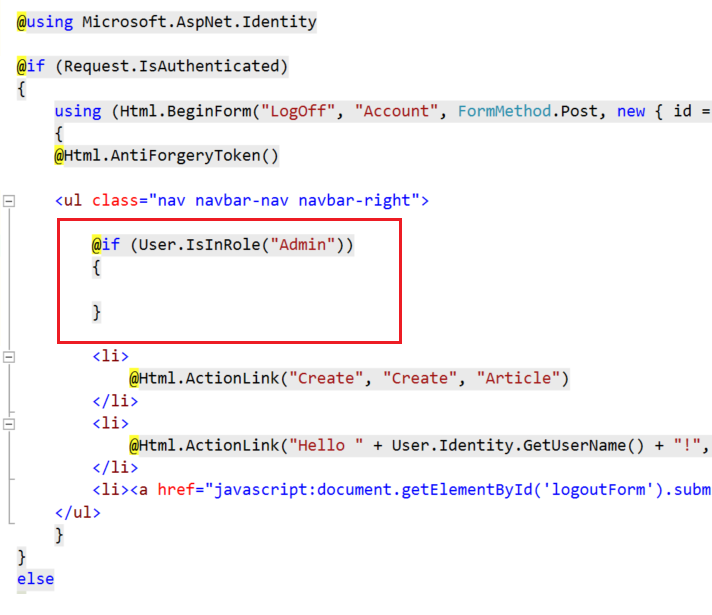 @using Microsoft.AspNet.Identity
@if (Request.IsAuthenticated)
{
using (Html.BeginForm("LogOff", "Account", FormMethod.Post, new { id =
{
@Html.AntiForgeryToken()
<ul class="nav navbar-nav navbar-right">
@if (User.IsInRole("Admin"))
{
}
<li>
@Html.ActionLink("Create", "Create", "Article")
</li>
<li>
@Html.ActionLink("Hello " + User.Identity.GetUserName() + "!",
</li>
<li><a href="javascript:document.getElementById('logoutForm').subm
</ul>
}
}
else